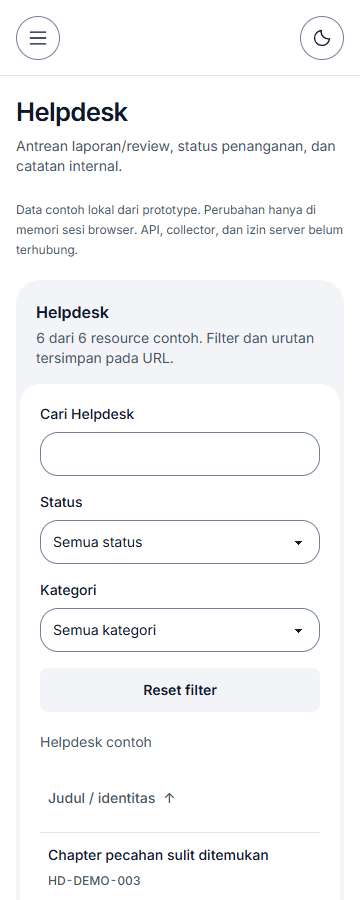 Helpdesk
Antrean laporan/review, status penanganan, dan
catatan internal.
Data contoh lokal dari prototype. Perubahan hanya di
memori sesi browser. API, collector, dan izin server belum
terhubung.
Helpdesk
6 dari 6 resource contoh. Filter dan urutan
tersimpan pada URL.
Cari Helpdesk
Status
Semua status
Kategori
Semua kategori
Reset filter
Helpdesk contoh
Judul / identitas ↑
Chapter pecahan sulit ditemukan
HD-DEMO-003